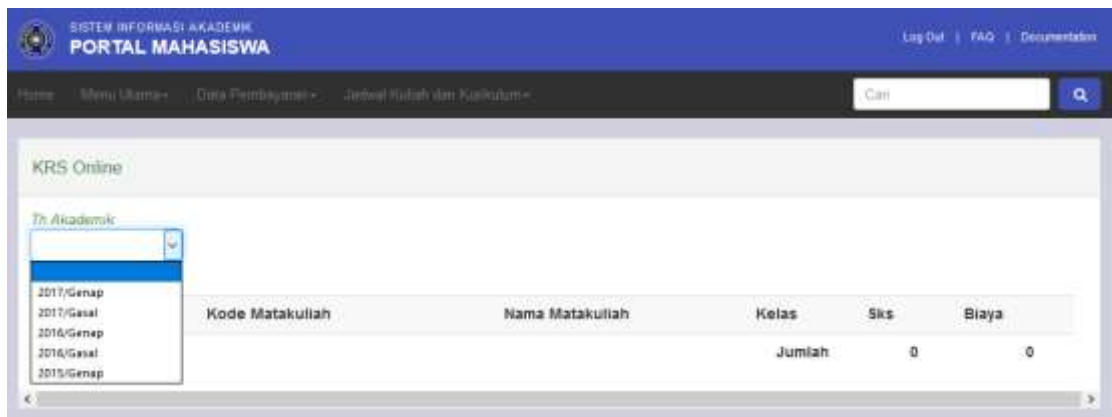 SISTEM INFORMASI AKADEMIK
PORTAL MAHASISWA
Log Out | FAQ | Documentation
Home Menu Utama Data Pembayaran Jadwal Kuliah dan Kurikulum
Cari
KRS Online
Th Akademik
2017/Genap
2017/Gasal
2016/Genap
2016/Gasal
2015/Genap
Kode Matakuliah Nama Matakuliah Kelas Sks Biaya
Jumlah 0 0